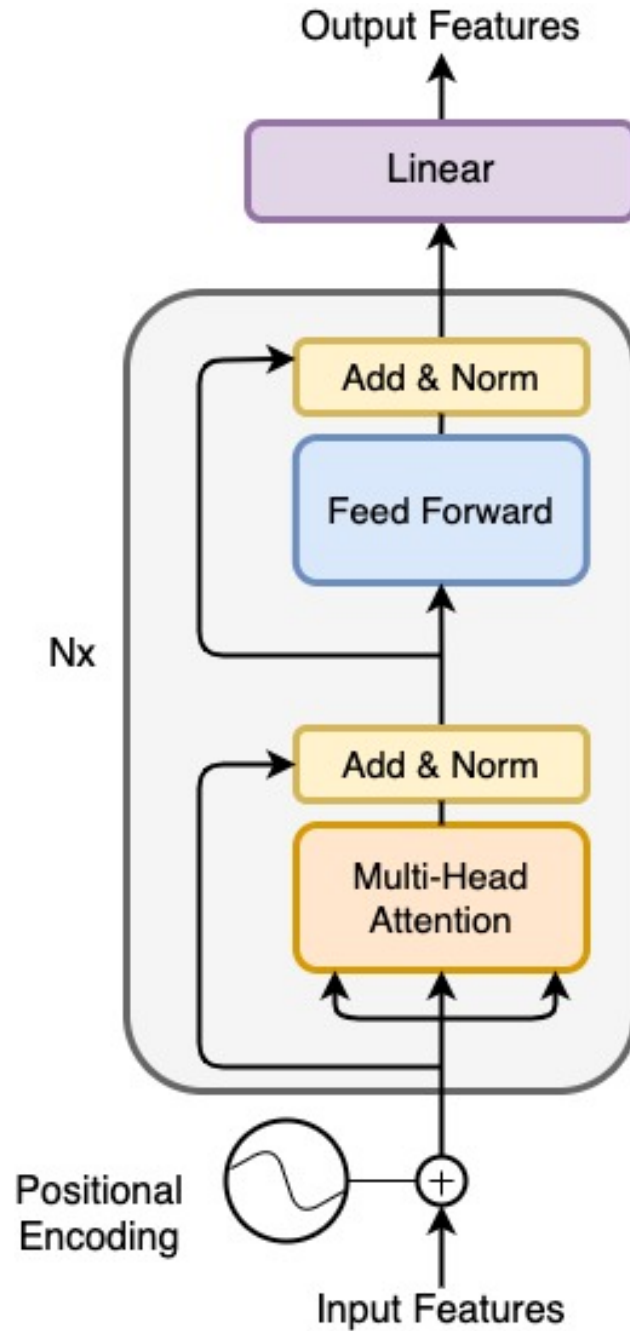 Output Features
Linear
Add & Norm
Feed Forward
Nx
Add & Norm
Multi-Head
Attention
Positional
Encoding
+
Input Features